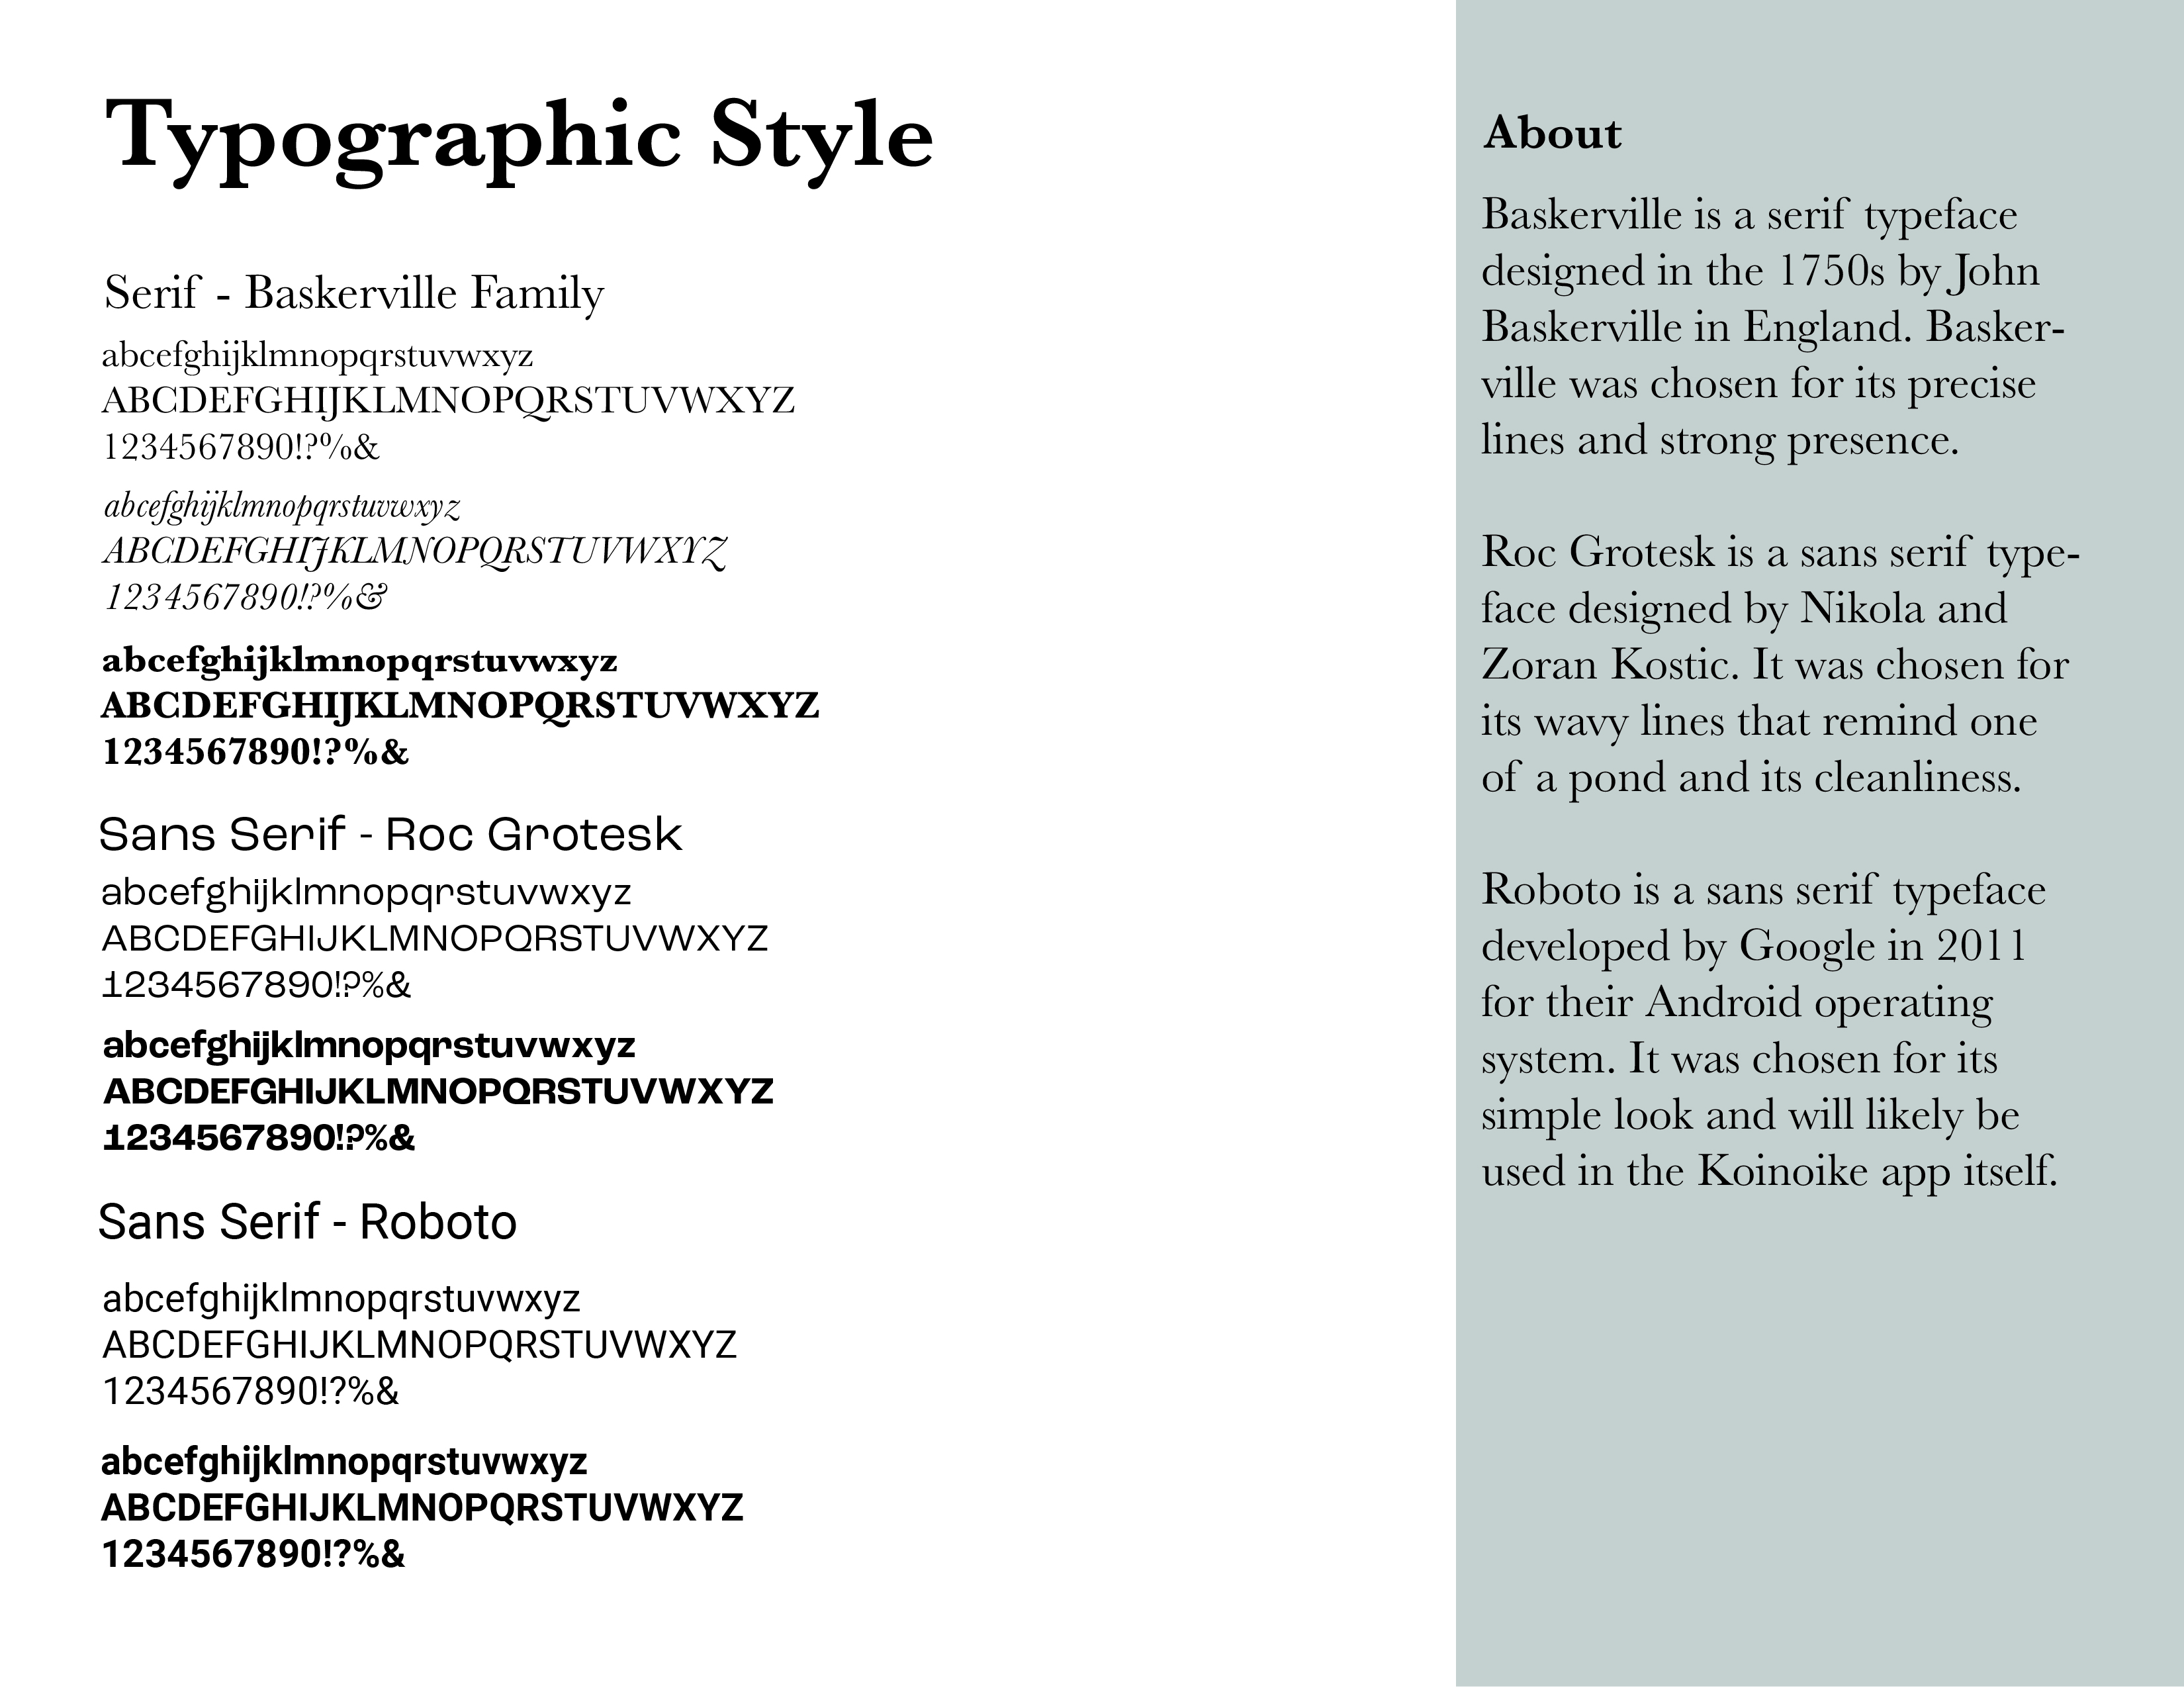 Typographic Style
Serif - Baskerville Family
abcefghijklmnopqrstuvwxyz
ABCDEFGHIJKLMNOPQRSTUVWXYZ
1234567890!?%&
abcefghijklmnopqrstuvwxyz
ABCDEFGHIJKLMNOPQRSTUVWXYZ
1234567890!?%&
abcefghijklmnopqrstuvwxyz
ABCDEFGHIJKLMNOPQRSTUVWXYZ
1234567890!?%&
Sans Serif - Roc Grotesk
abcefghijklmnopqrstuvwxyz
ABCDEFGHIJKLMNOPQRSTUVWXYZ
1234567890!?%&
abcefghijklmnopqrstuvwxyz
ABCDEFGHIJKLMNOPQRSTUVWXYZ
1234567890!?%&
Sans Serif - Roboto
abcefghijklmnopqrstuvwxyz
ABCDEFGHIJKLMNOPQRSTUVWXYZ
1234567890!?%&
abcefghijklmnopqrstuvwxyz
ABCDEFGHIJKLMNOPQRSTUVWXYZ
1234567890!?%&
About
Baskerville is a serif typeface
designed in the 1750s by John
Baskerville in England. Basker-
ville was chosen for its precise
lines and strong presence.
Roc Grotesk is a sans serif type-
face designed by Nikola and
Zoran Kostic. It was chosen for
its wavy lines that remind one
of a pond and its cleanliness.
Roboto is a sans serif typeface
developed by Google in 2011
for their Android operating
system. It was chosen for its
simple look and will likely be
used in the Koinoike app itself.